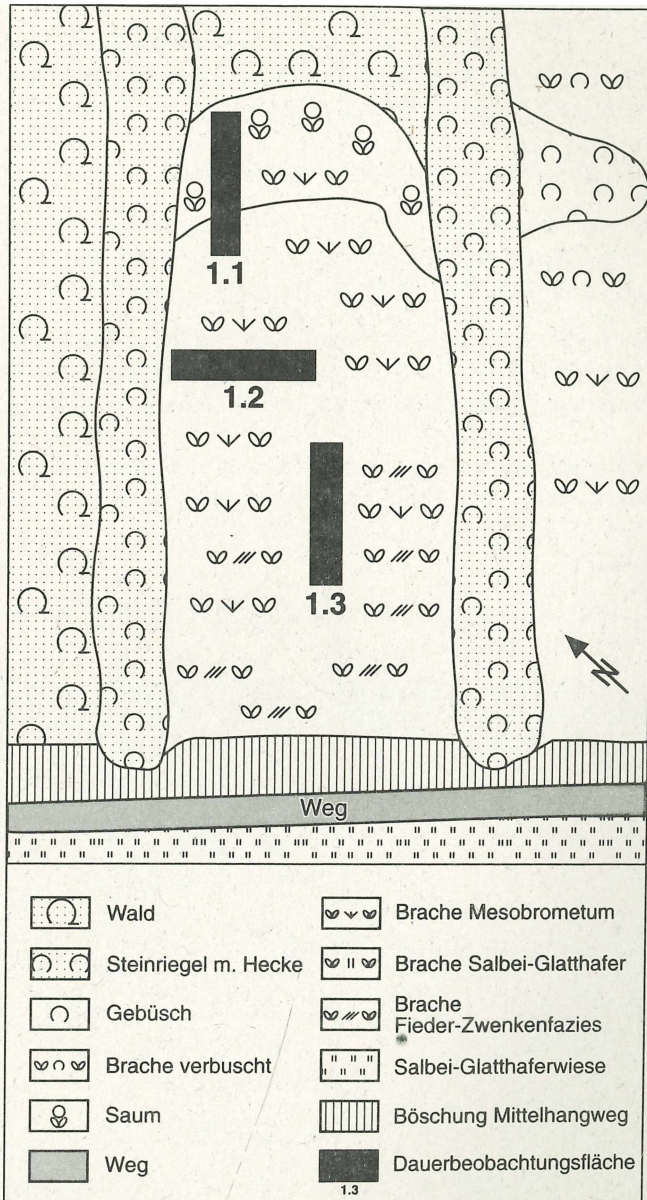 1.1
1.2
1.3
N
Weg
Wald
Steinriegel m. Hecke
Gebüsch
Brache verbuscht
Saum
Weg
Brache Mesobrometum
Brache Salbei-Glatthafer
Brache
Fieder-Zwenkenfazies
Salbei-Glatthaferwiese
Böschung Mittelhangweg
Dauerbeobachtungsfläche
1.3